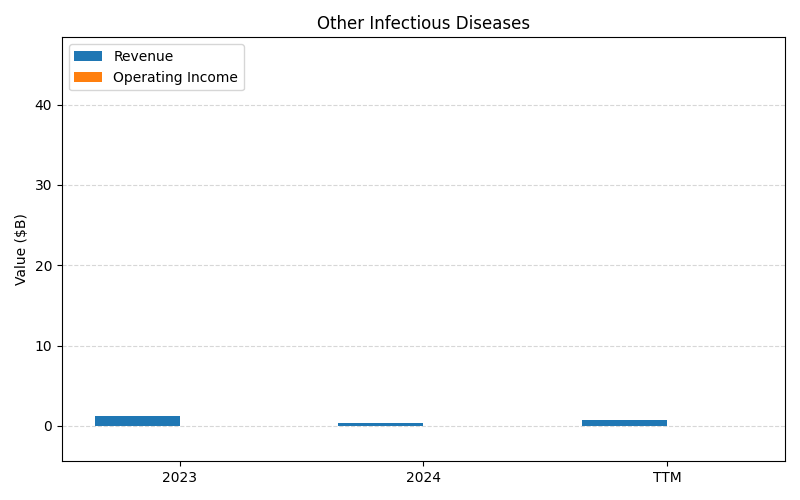 Other Infectious Diseases
Revenue
Operating Income
Value ($B)
40
30
20
10
0
2023
2024
TTM